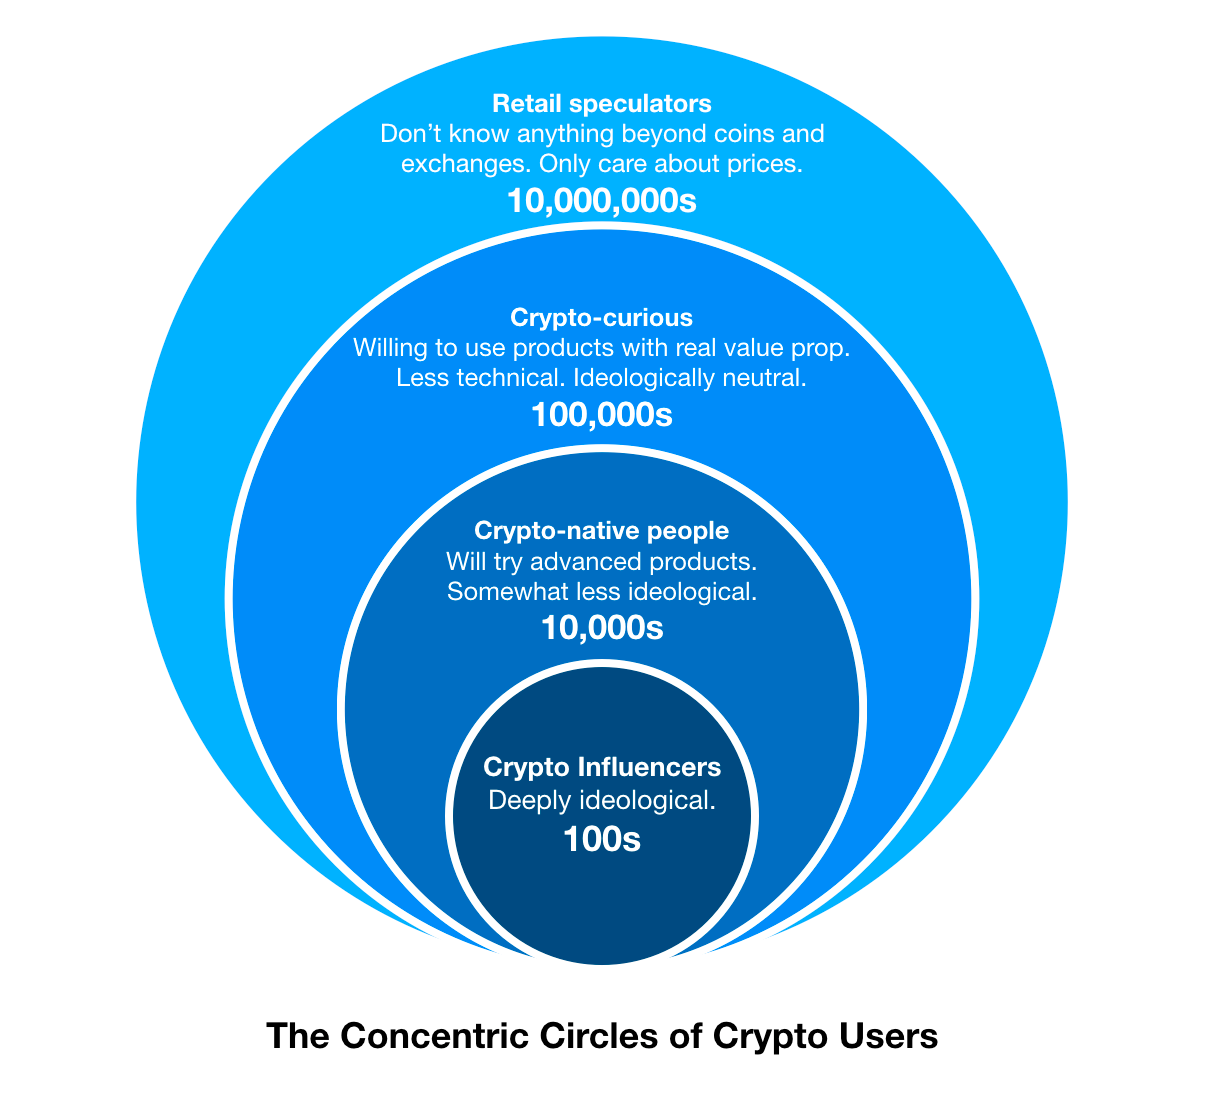 Retail speculators
Don’t know anything beyond coins and
exchanges. Only care about prices.
10,000,000s
Crypto-curious
Willing to use products with real value prop.
Less technical. Ideologically neutral.
100,000s
Crypto-native people
Will try advanced products.
Somewhat less ideological.
10,000s
Crypto Influencers
Deeply ideological.
100s
The Concentric Circles of Crypto Users